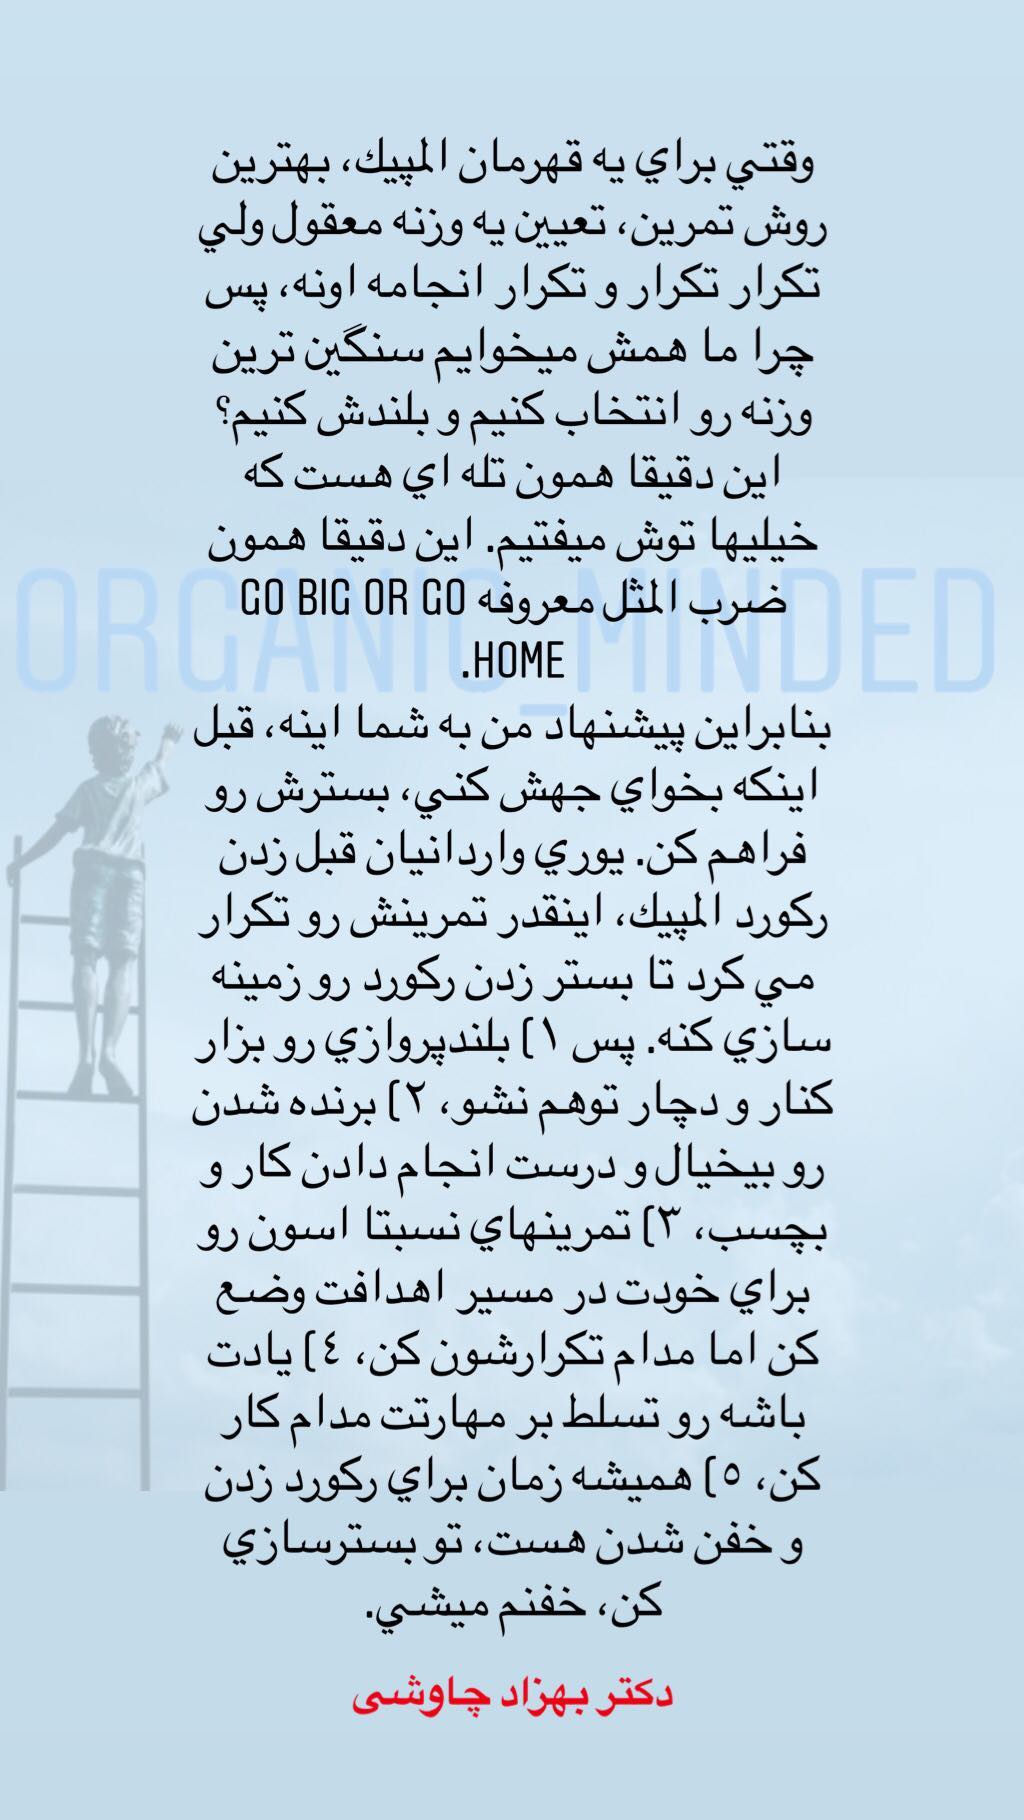 وقتي براي يه قهرمان المپيك، بهترين
روش تمرين، تعيين يه وزنه معقول ولي
تكرار تكرار و تكرار انجامه اونه، پس
چرا ما همش ميخوايم سنگين ترين
وزنه رو انتخاب كنيم و بلندش كنيم؟
اين دقيقا همون تله اي هست كه
خيليها توش ميفتيم. اين دقيقا همون
ضرب المثل معروفه GO BIG OR GO
HOME.
ORGANIC_MINDED
بنابراين پيشنهاد من به شما اينه، قبل
اينكه بخواي جهش كني، بسترش رو
فراهم كن. يوري واردانيان قبل زدن
ركورد المپيك، اينقدر تمرينش رو تكرار
مي كرد تا بستر زدن ركورد رو زمينه
سازي كنه. پس ١) بلندپروازي رو بزار
كنار و دچار توهم نشو، ٢) برنده شدن
رو بيخيال و درست انجام دادن كار و
بچسب، ٣) تمرينهاي نسبتا اسون رو
براي خودت در مسير اهدافت وضع
كن اما مدام تكرارشون كن، ٤) يادت
باشه رو تسلط بر مهارتت مدام كار
كن، ٥) هميشه زمان براي ركورد زدن
و خفن شدن هست، تو بسترسازي
كن، خفنم ميشي.
دکتر بهزاد چاوشی